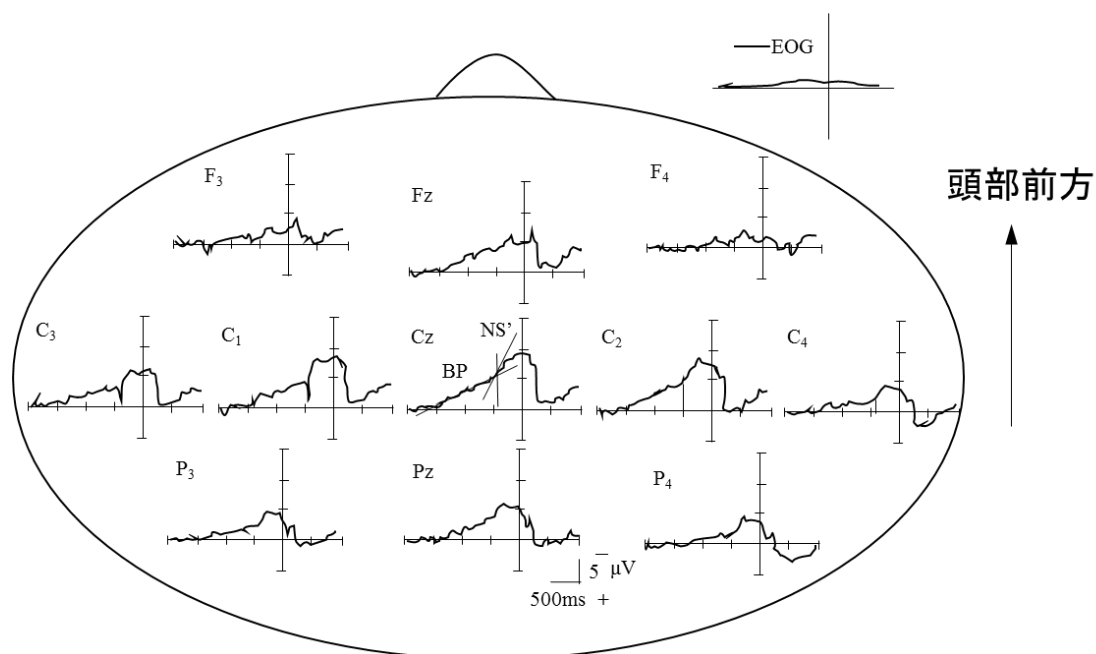 EOG
頭部前方
F₃
Fz
F₄
C₃
C₁
Cz
NS’
BP
C₂
C₄
P₃
Pz
P₄
5 − μV
500ms +